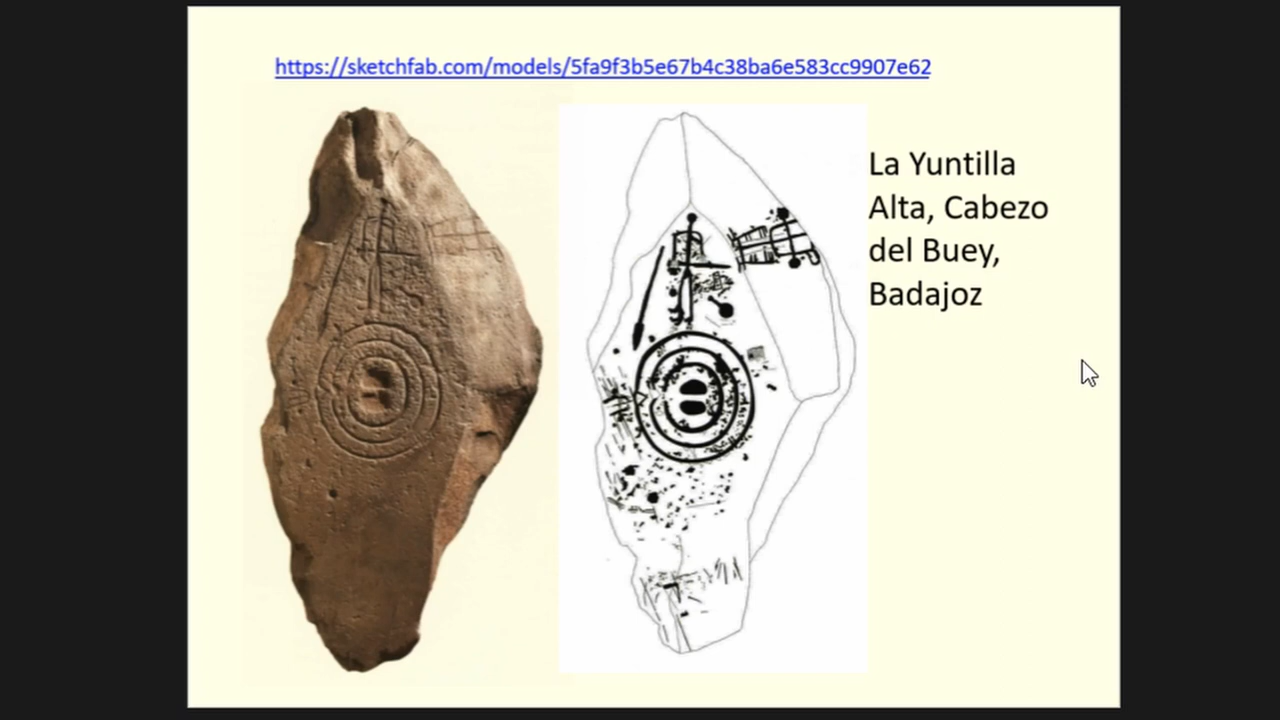 https://sketchfab.com/models/5fa9f3b5e67b4c38ba6e583cc9907e62
La Yuntilla
Alta, Cabezo
del Buey,
Badajoz